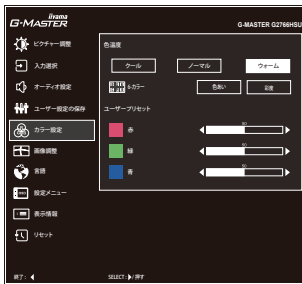 iiyama
G-MASTER
G-MASTER G2766HSU
ピクチャー調整
入力選択
オーディオ設定
ユーザー設定の保存
カラー設定
画像調整
言語
設定メニュー
表示情報
リセット
色温度
クール
ノーマル
ウォーム
6-カラー
色あい
彩度
ユーザープリセット
赤
50
緑
50
青
50
終了:
SELECT: / 押す